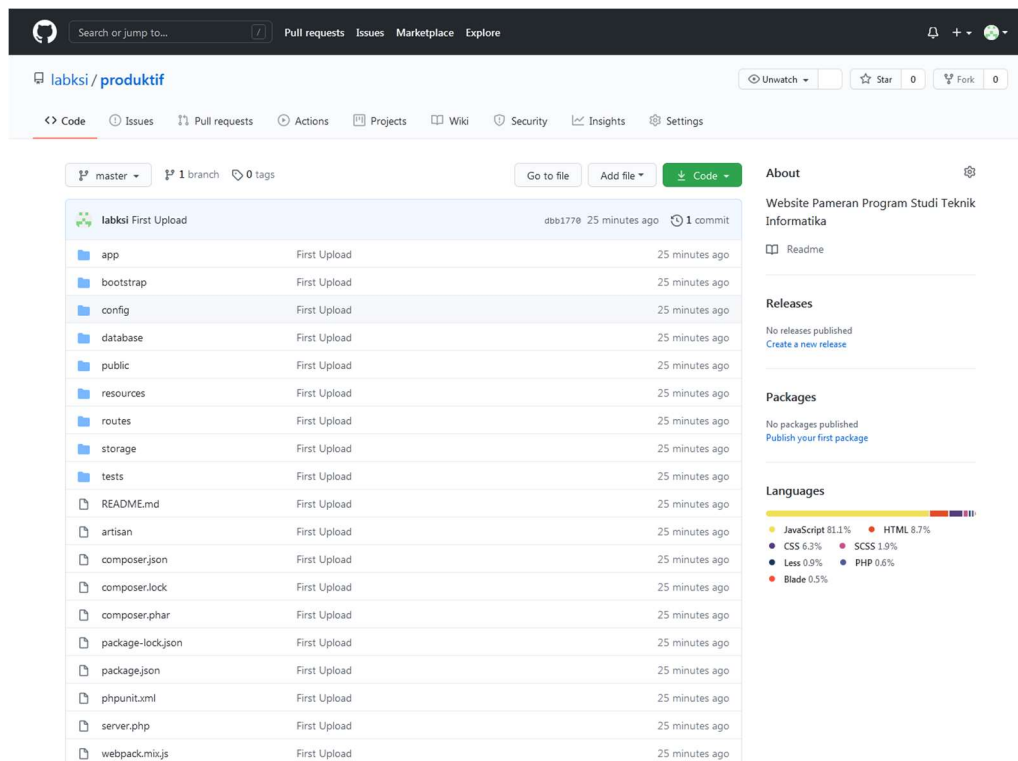 Search or jump to... /
Pull requests Issues Marketplace Explore
labksi / produktif
Unwatch Star 0 Fork 0
Code Issues Pull requests Actions Projects Wiki Security Insights Settings
master 1 branch 0 tags
Go to file Add file Code
labksi First Upload dbb1770 25 minutes ago 1 commit
app First Upload 25 minutes ago
bootstrap First Upload 25 minutes ago
config First Upload 25 minutes ago
database First Upload 25 minutes ago
public First Upload 25 minutes ago
resources First Upload 25 minutes ago
routes First Upload 25 minutes ago
storage First Upload 25 minutes ago
tests First Upload 25 minutes ago
README.md First Upload 25 minutes ago
artisan First Upload 25 minutes ago
composer.json First Upload 25 minutes ago
composer.lock First Upload 25 minutes ago
composer.phar First Upload 25 minutes ago
package-lock.json First Upload 25 minutes ago
package.json First Upload 25 minutes ago
phpunit.xml First Upload 25 minutes ago
server.php First Upload 25 minutes ago
webpack.mix.js First Upload 25 minutes ago
About
Website Pameran Program Studi Teknik
Informatika
Readme
Releases
No releases published
Create a new release
Packages
No packages published
Publish your first package
Languages
JavaScript 81.1% HTML 8.7%
CSS 6.3% SCSS 1.9%
Less 0.9% PHP 0.6%
Blade 0.5%